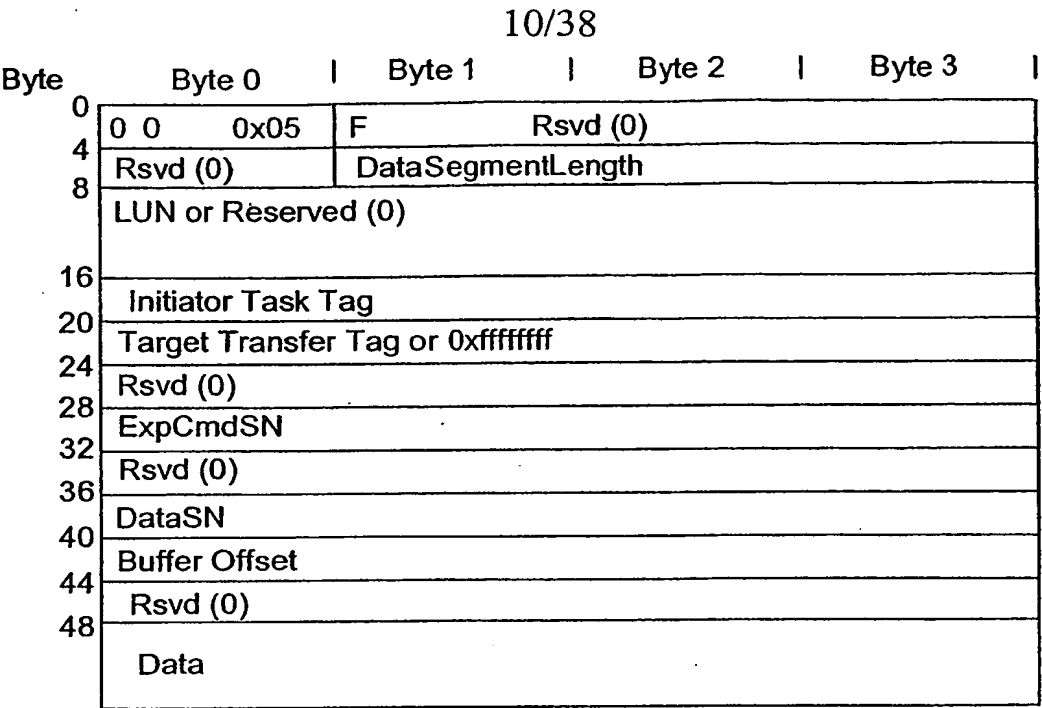 10/38
Byte Byte 0 | Byte 1 | Byte 2 | Byte 3 |
0
0 0 0x05 F Rsvd (0)
4
Rsvd (0) DataSegmentLength
8
LUN or Reserved (0)
16
Initiator Task Tag
20
Target Transfer Tag or 0xffffffff
24
Rsvd (0)
28
ExpCmdSN
32
Rsvd (0)
36
DataSN
40
Buffer Offset
44
Rsvd (0)
48
Data